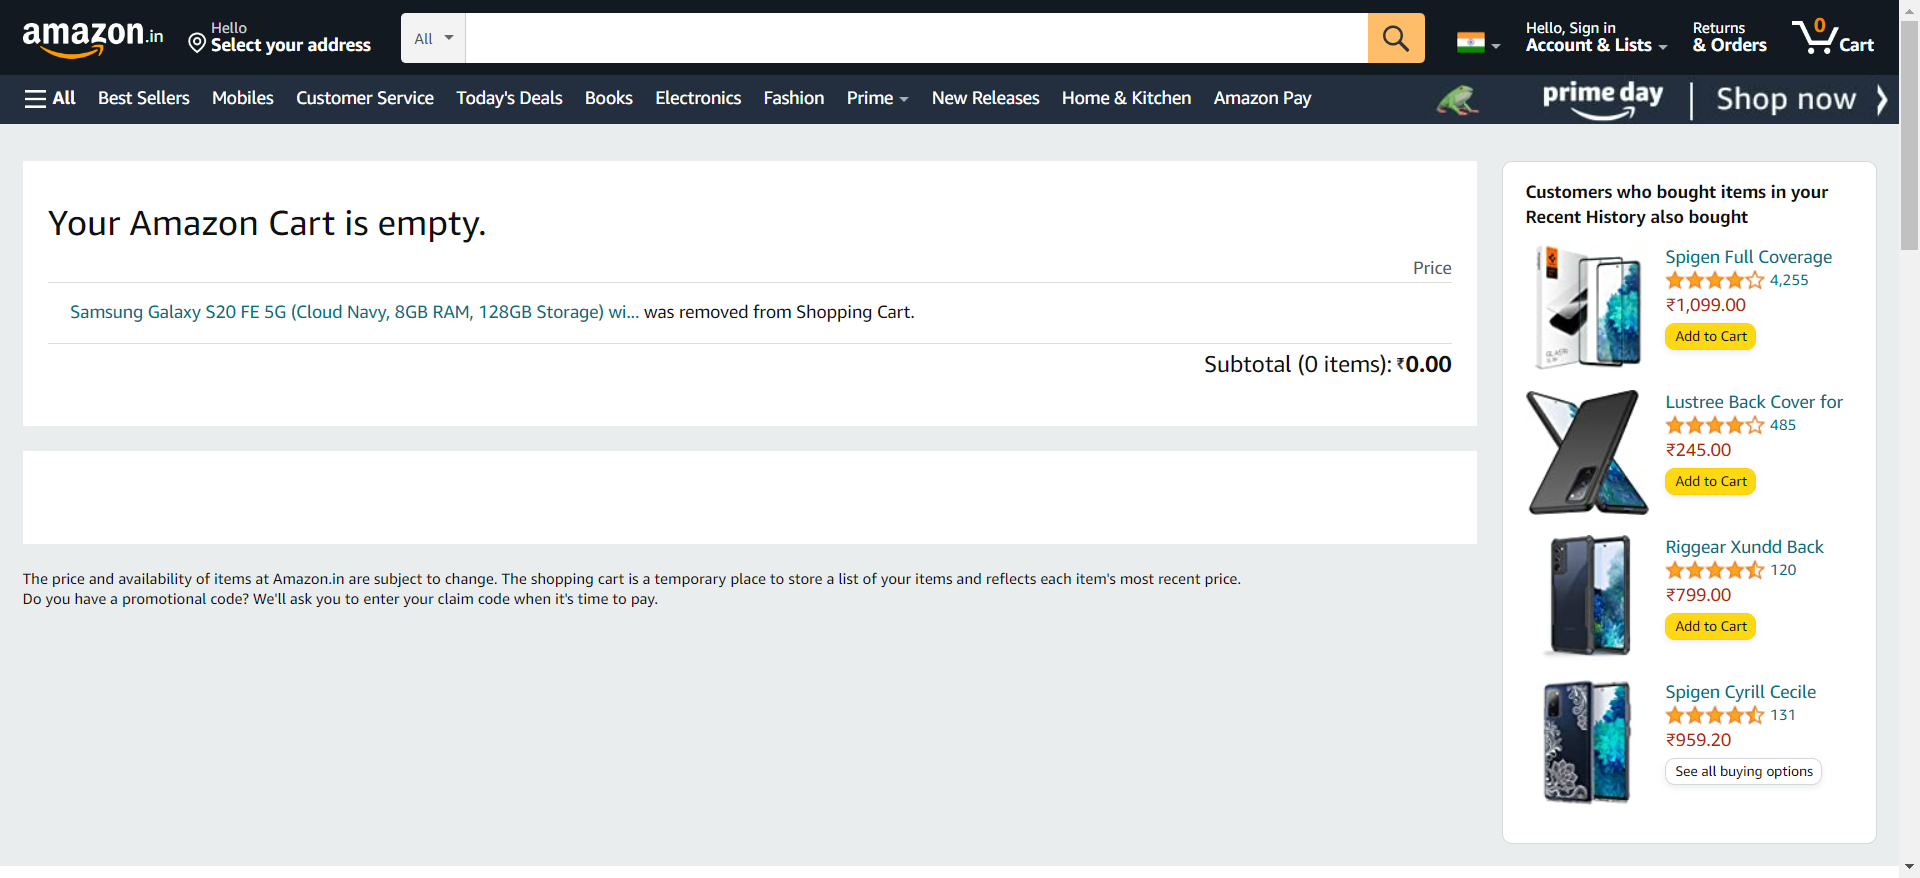 amazon.in
Hello
Select your address
All
Hello, Sign in
Account & Lists
Returns
& Orders
0
Cart
All
Best Sellers
Mobiles
Customer Service
Today's Deals
Books
Electronics
Fashion
Prime
New Releases
Home & Kitchen
Amazon Pay
prime day
Shop now
Your Amazon Cart is empty.
Price
Samsung Galaxy S20 FE 5G (Cloud Navy, 8GB RAM, 128GB Storage) wi... was removed from Shopping Cart.
Subtotal (0 items): ₹0.00
The price and availability of items at Amazon.in are subject to change. The shopping cart is a temporary place to store a list of your items and reflects each item's most recent price.
Do you have a promotional code? We'll ask you to enter your claim code when it's time to pay.
Customers who bought items in your
Recent History also bought
Spigen Full Coverage
4,255
₹1,099.00
Add to Cart
Lustree Back Cover for
485
₹245.00
Add to Cart
Riggear Xundd Back
120
₹799.00
Add to Cart
Spigen Cyrill Cecile
131
₹959.20
See all buying options